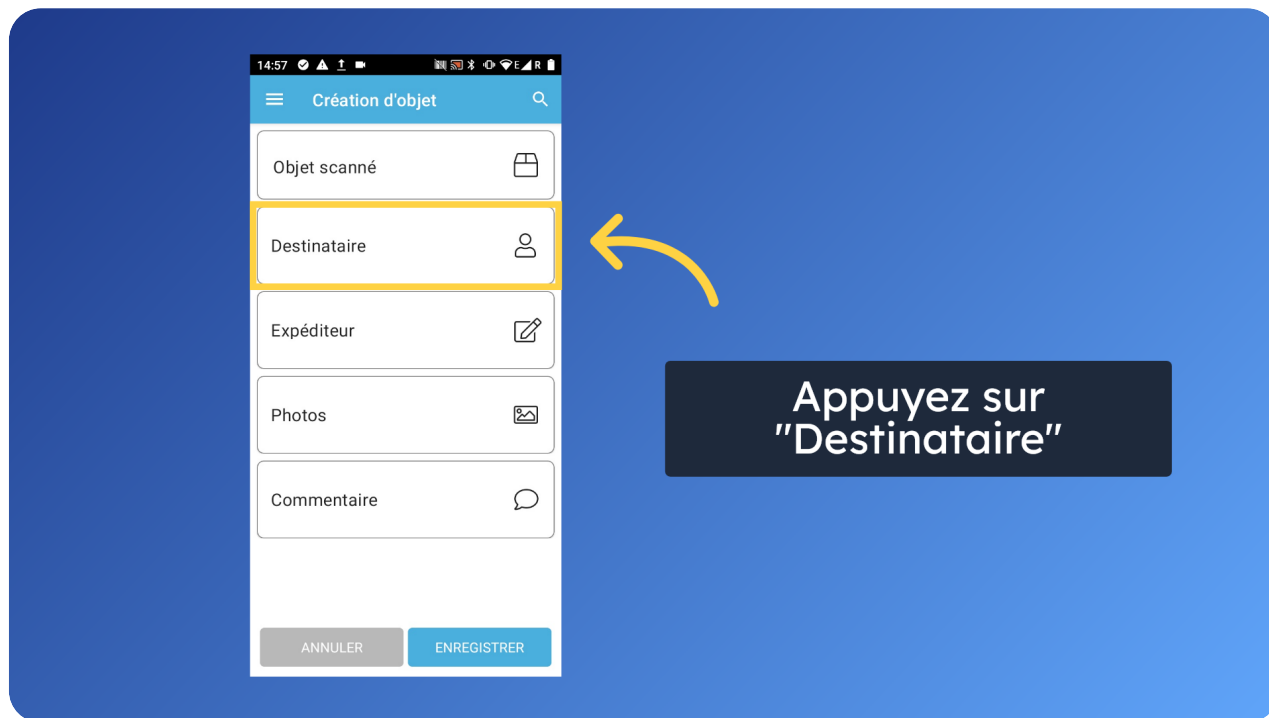 14:57 E R
Création d'objet
Objet scanné
Destinataire
Expéditeur
Photos
Commentaire
ANNULER ENREGISTRER
Appuyez sur
"Destinataire"